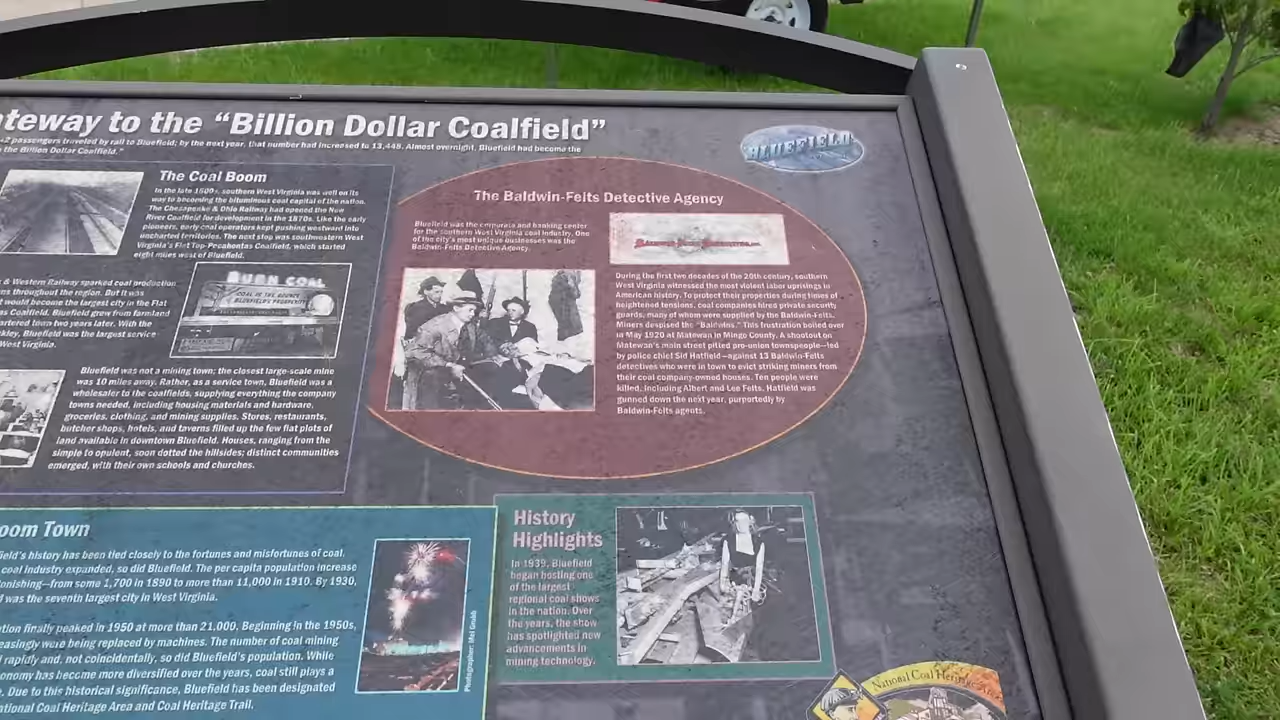 teway to the “Billion Dollar Coalfield”
2 passengers traveled by rail to Bluefield; by the next year, that number had increased to 13,448. Almost overnight, Bluefield had become the
the Billion Dollar Coalfield.”
BLUEFIELD
The Coal Boom
In the late 1800s, southern West Virginia was well on its
way to becoming the bituminous coal capital of the nation.
The Chesapeake & Ohio Railway had opened the New
River Coalfield for development in the 1870s. Like the early
pioneers, early coal operators kept pushing westward into
uncharted territories. The next stop was southwestern West
Virginia's Flat Top-Pocahontas Coalfield, which started
eight miles west of Bluefield.
& Western Railway sparked coal production
ns throughout the region. But it was
would become the largest city in the Flat
s Coalfield. Bluefield grew from farmland
artered town two years later. With the
kley, Bluefield was the largest service
West Virginia.
BURN COAL
Bluefield was not a mining town; the closest large-scale mine
was 10 miles away. Rather, as a service town, Bluefield was a
wholesaler to the coalfields, supplying everything the company
towns needed, including housing materials and hardware,
groceries, clothing, and mining supplies. Stores, restaurants,
butcher shops, hotels, and taverns filled up the few flat plots of
land available in downtown Bluefield. Houses, ranging from the
simple to opulent, soon dotted the hillsides; distinct communities
emerged, with their own schools and churches.
The Baldwin-Felts Detective Agency
Bluefield was the corporate and banking center
for the southern West Virginia coal industry. One
of the city's most unique businesses was the
Baldwin-Felts Detective Agency.
During the first two decades of the 20th century, southern
West Virginia witnessed the most violent labor uprisings in
American history. To protect their properties during times of
heightened tensions, coal companies hired private security
guards, many of whom were supplied by the Baldwin-Felts.
Miners despised the “Baldwins.” This frustration boiled over
in May 1920 at Matewan in Mingo County. A shootout on
Matewan's main street pitted pro-union townspeople—led
by police chief Sid Hatfield—against 13 Baldwin-Felts
detectives who were in town to evict striking miners from
their coal company-owned houses. Ten people were
killed, including Albert and Lee Felts. Hatfield was
gunned down the next year, purportedly by
Baldwin-Felts agents.
oom Town
ield's history has been tied closely to the fortunes and misfortunes of coal.
coal industry expanded, so did Bluefield. The per capita population increase
onishing—from some 1,700 in 1890 to more than 11,000 in 1910. By 1930,
d was the seventh largest city in West Virginia.
tion finally peaked in 1950 at more than 21,000. Beginning in the 1950s,
easingly were being replaced by machines. The number of coal mining
rapidly and, not coincidentally, so did Bluefield's population. While
onomy has become more diversified over the years, coal still plays a
e. Due to this historical significance, Bluefield has been designated
ational Coal Heritage Area and Coal Heritage Trail.
Photographer: Mel Grubb
History
Highlights
In 1939, Bluefield
began hosting one
of the largest
regional coal shows
in the nation. Over
the years, the show
has spotlighted new
advancements in
mining technology.
National Coal Heritage Area